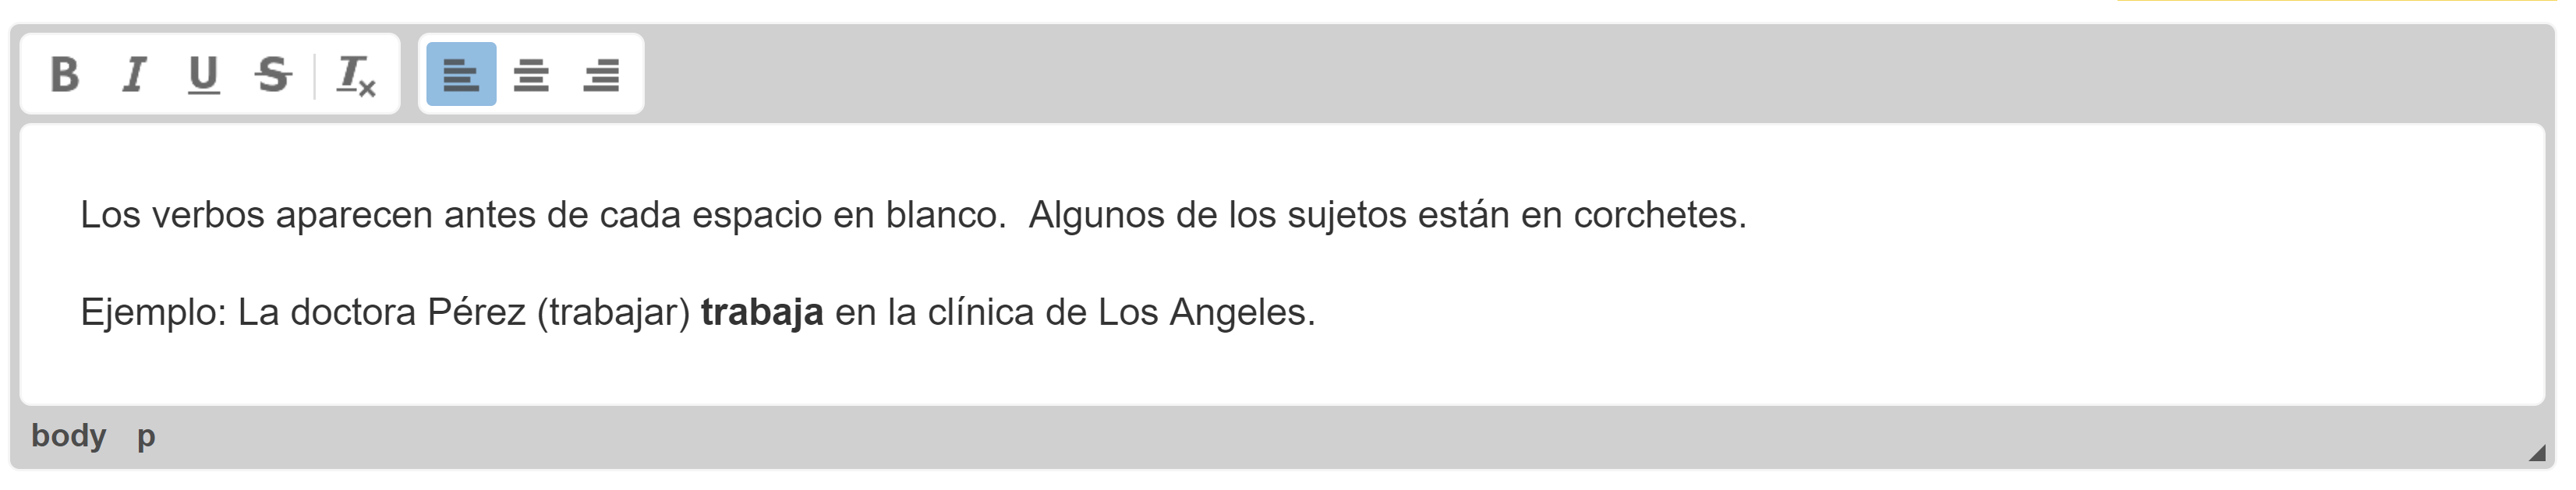 B I U S Tx
Los verbos aparecen antes de cada espacio en blanco.  Algunos de los sujetos están en corchetes.
Ejemplo: La doctora Pérez (trabajar) trabaja en la clínica de Los Angeles.
body p